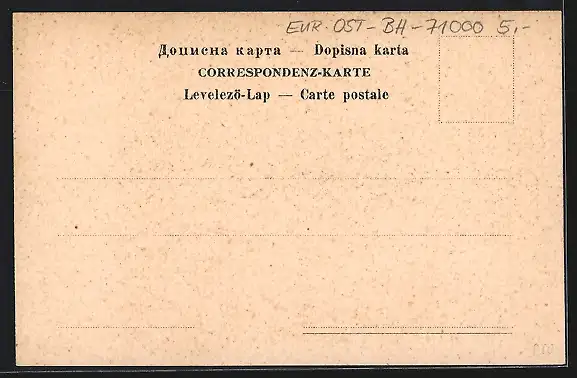 EUR-OST-BH-71000 5,-
Дописна карта — Dopisna karta
CORRESPONDENZ-KARTE
Levelező-Lap — Carte postale